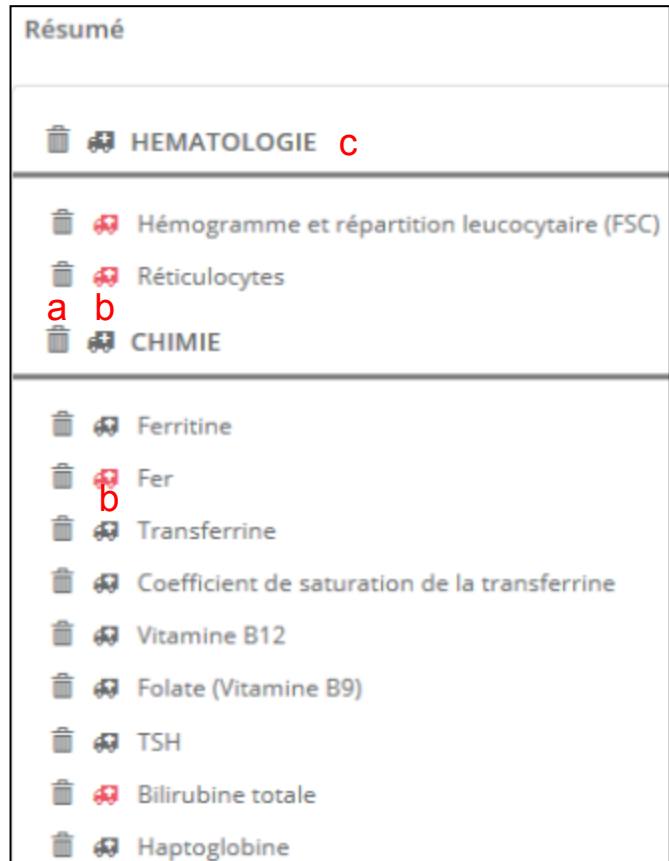 Résumé
HEMATOLOGIE c
Hémogramme et répartition leucocytaire (FSC)
Réticulocytes
a b
CHIMIE
Ferritine
Fer
b
Transferrine
Coefficient de saturation de la transferrine
Vitamine B12
Folate (Vitamine B9)
TSH
Bilirubine totale
Haptoglobine